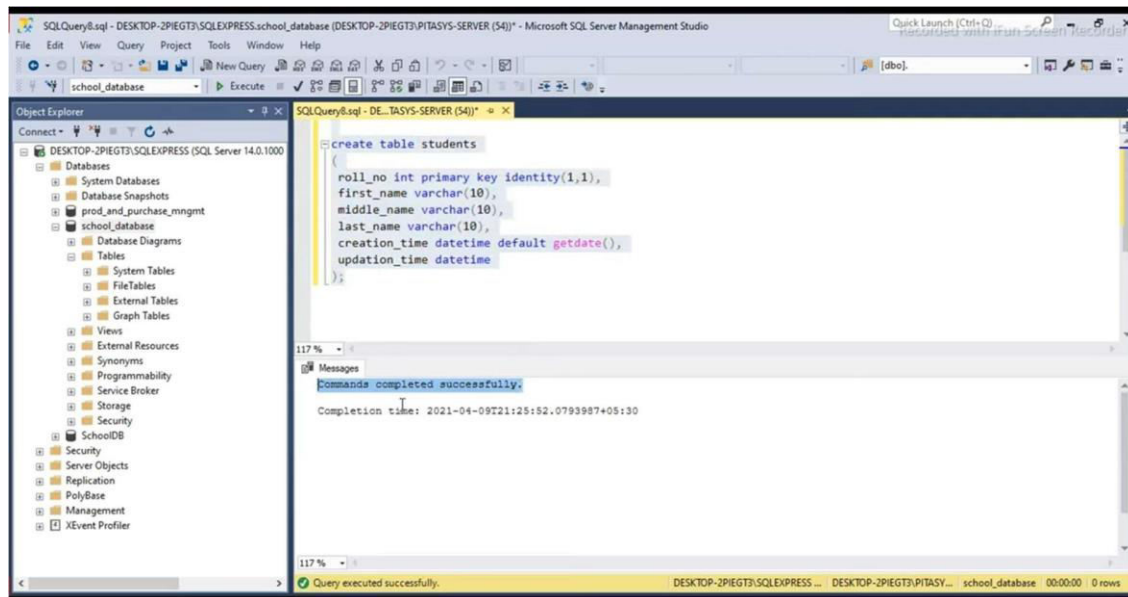 SQLQuery8.sql - DESKTOP-2PIEGT3\SQLEXPRESS.school_database (DESKTOP-2PIEGT3\PITASYS-SERVER (54))* - Microsoft SQL Server Management Studio
Quick Launch (Ctrl+Q)
Recorded with iFun Screen Recorder
File Edit View Query Project Tools Window Help
New Query
[dbo].
school_database
Execute
Object Explorer
SQLQuery8.sql - DE...TASYS-SERVER (54))*
Connect
DESKTOP-2PIEGT3\SQLEXPRESS (SQL Server 14.0.1000
Databases
System Databases
Database Snapshots
prod_and_purchase_mngmt
school_database
Database Diagrams
Tables
System Tables
FileTables
External Tables
Graph Tables
Views
External Resources
Synonyms
Programmability
Service Broker
Storage
Security
SchoolDB
Security
Server Objects
Replication
PolyBase
Management
XEvent Profiler
create table students
(
roll_no int primary key identity(1,1),
first_name varchar(10),
middle_name varchar(10),
last_name varchar(10),
creation_time datetime default getdate(),
updation_time datetime
);
117 %
Messages
Commands completed successfully.
Completion time: 2021-04-09T21:25:52.0793987+05:30
117 %
Query executed successfully.
DESKTOP-2PIEGT3\SQLEXPRESS ... DESKTOP-2PIEGT3\PITASY... school_database 00:00:00 0 rows